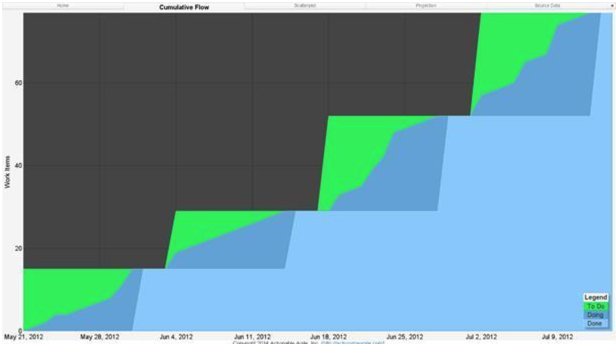 Home
Cumulative Flow
Scatterplot
Projection
Source Data
Work Items
60
40
20
0
May 21, 2012
May 28, 2012
Jun 4, 2012
Jun 11, 2012
Jun 18, 2012
Jun 25, 2012
Jul 2, 2012
Jul 9, 2012
Legend
To Do
Doing
Done